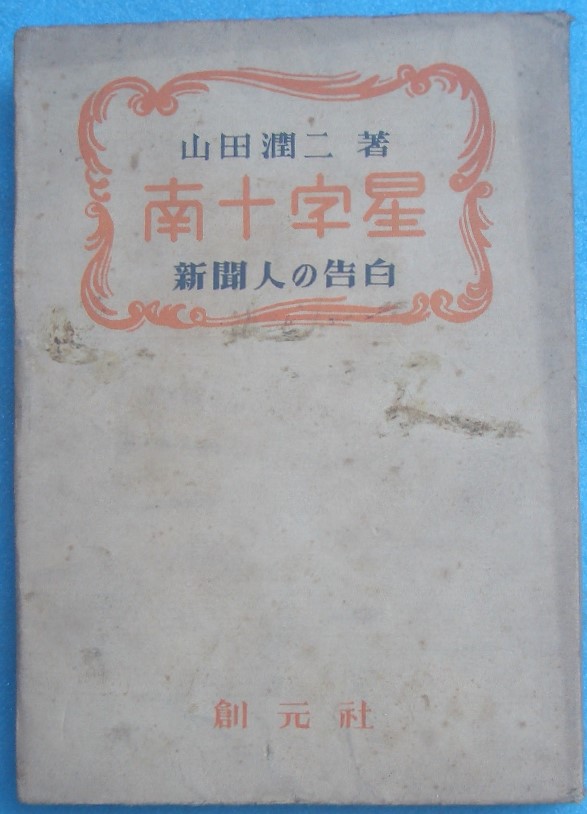 山田潤二 著
南十字星
新聞人の告白
創元社